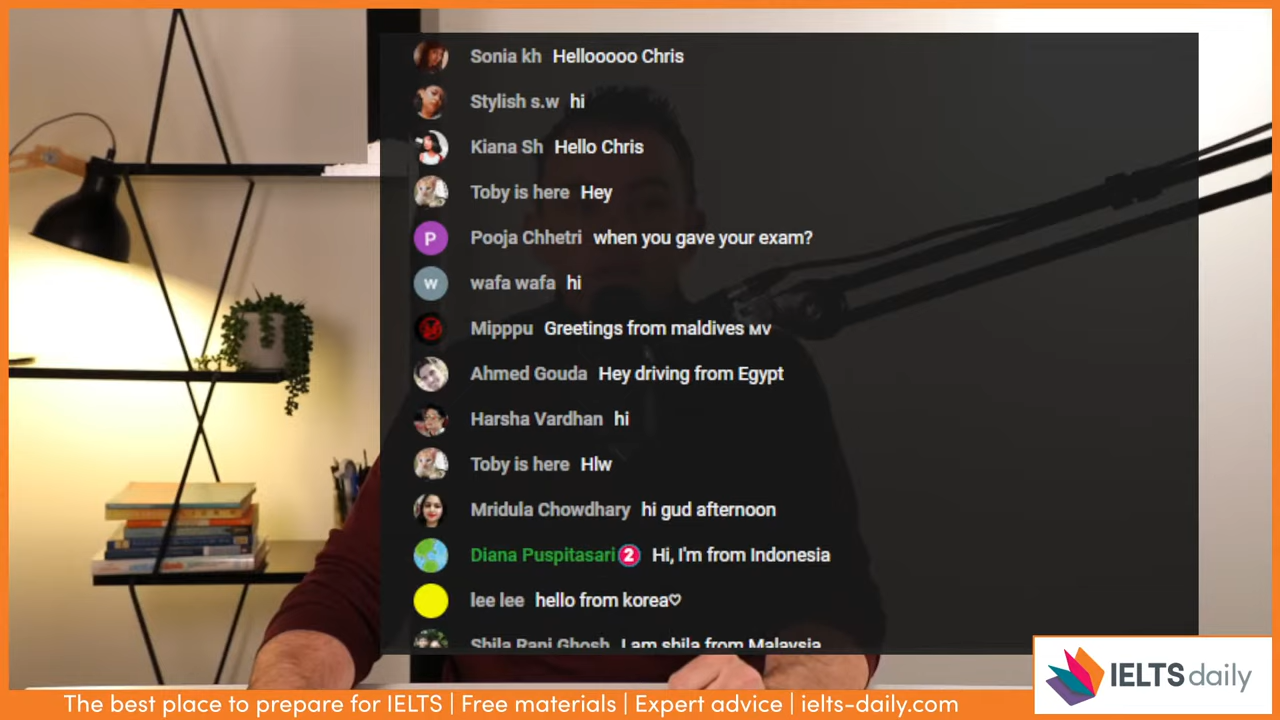 Sonia kh Hellooooo Chris
Stylish s.w hi
Kiana Sh Hello Chris
Toby is here Hey
P Pooja Chhetri when you gave your exam?
w wafa wafa hi
Mipppu Greetings from maldives ᴍᴠ
Ahmed Gouda Hey driving from Egypt
Harsha Vardhan hi
Toby is here Hlw
Mridula Chowdhary hi gud afternoon
Diana Puspitasari 2 Hi, I'm from Indonesia
lee lee hello from korea♡
Shila Rani Ghosh I am shila from Malaysia
IELTS daily
The best place to prepare for IELTS | Free materials | Expert advice | ielts-daily.com